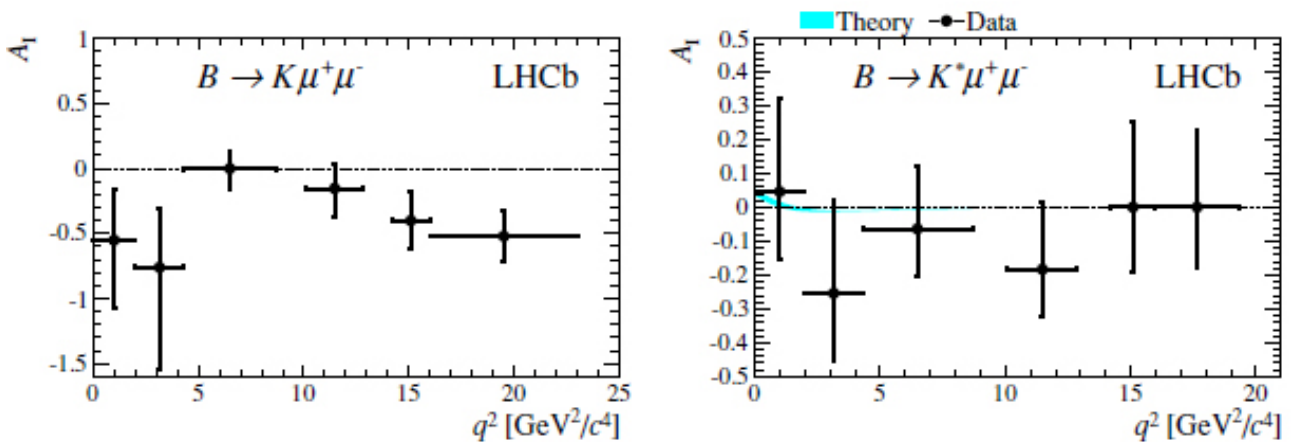 A_I
1
0.5
0
-0.5
-1
-1.5
B → Kμ⁺μ⁻
LHCb
0 5 10 15 20 25
q² [GeV²/c⁴]
Theory Data
A_I
0.5
0.4
0.3
0.2
0.1
0
-0.1
-0.2
-0.3
-0.4
-0.5
B → K*μ⁺μ⁻
LHCb
0 5 10 15 20
q² [GeV²/c⁴]